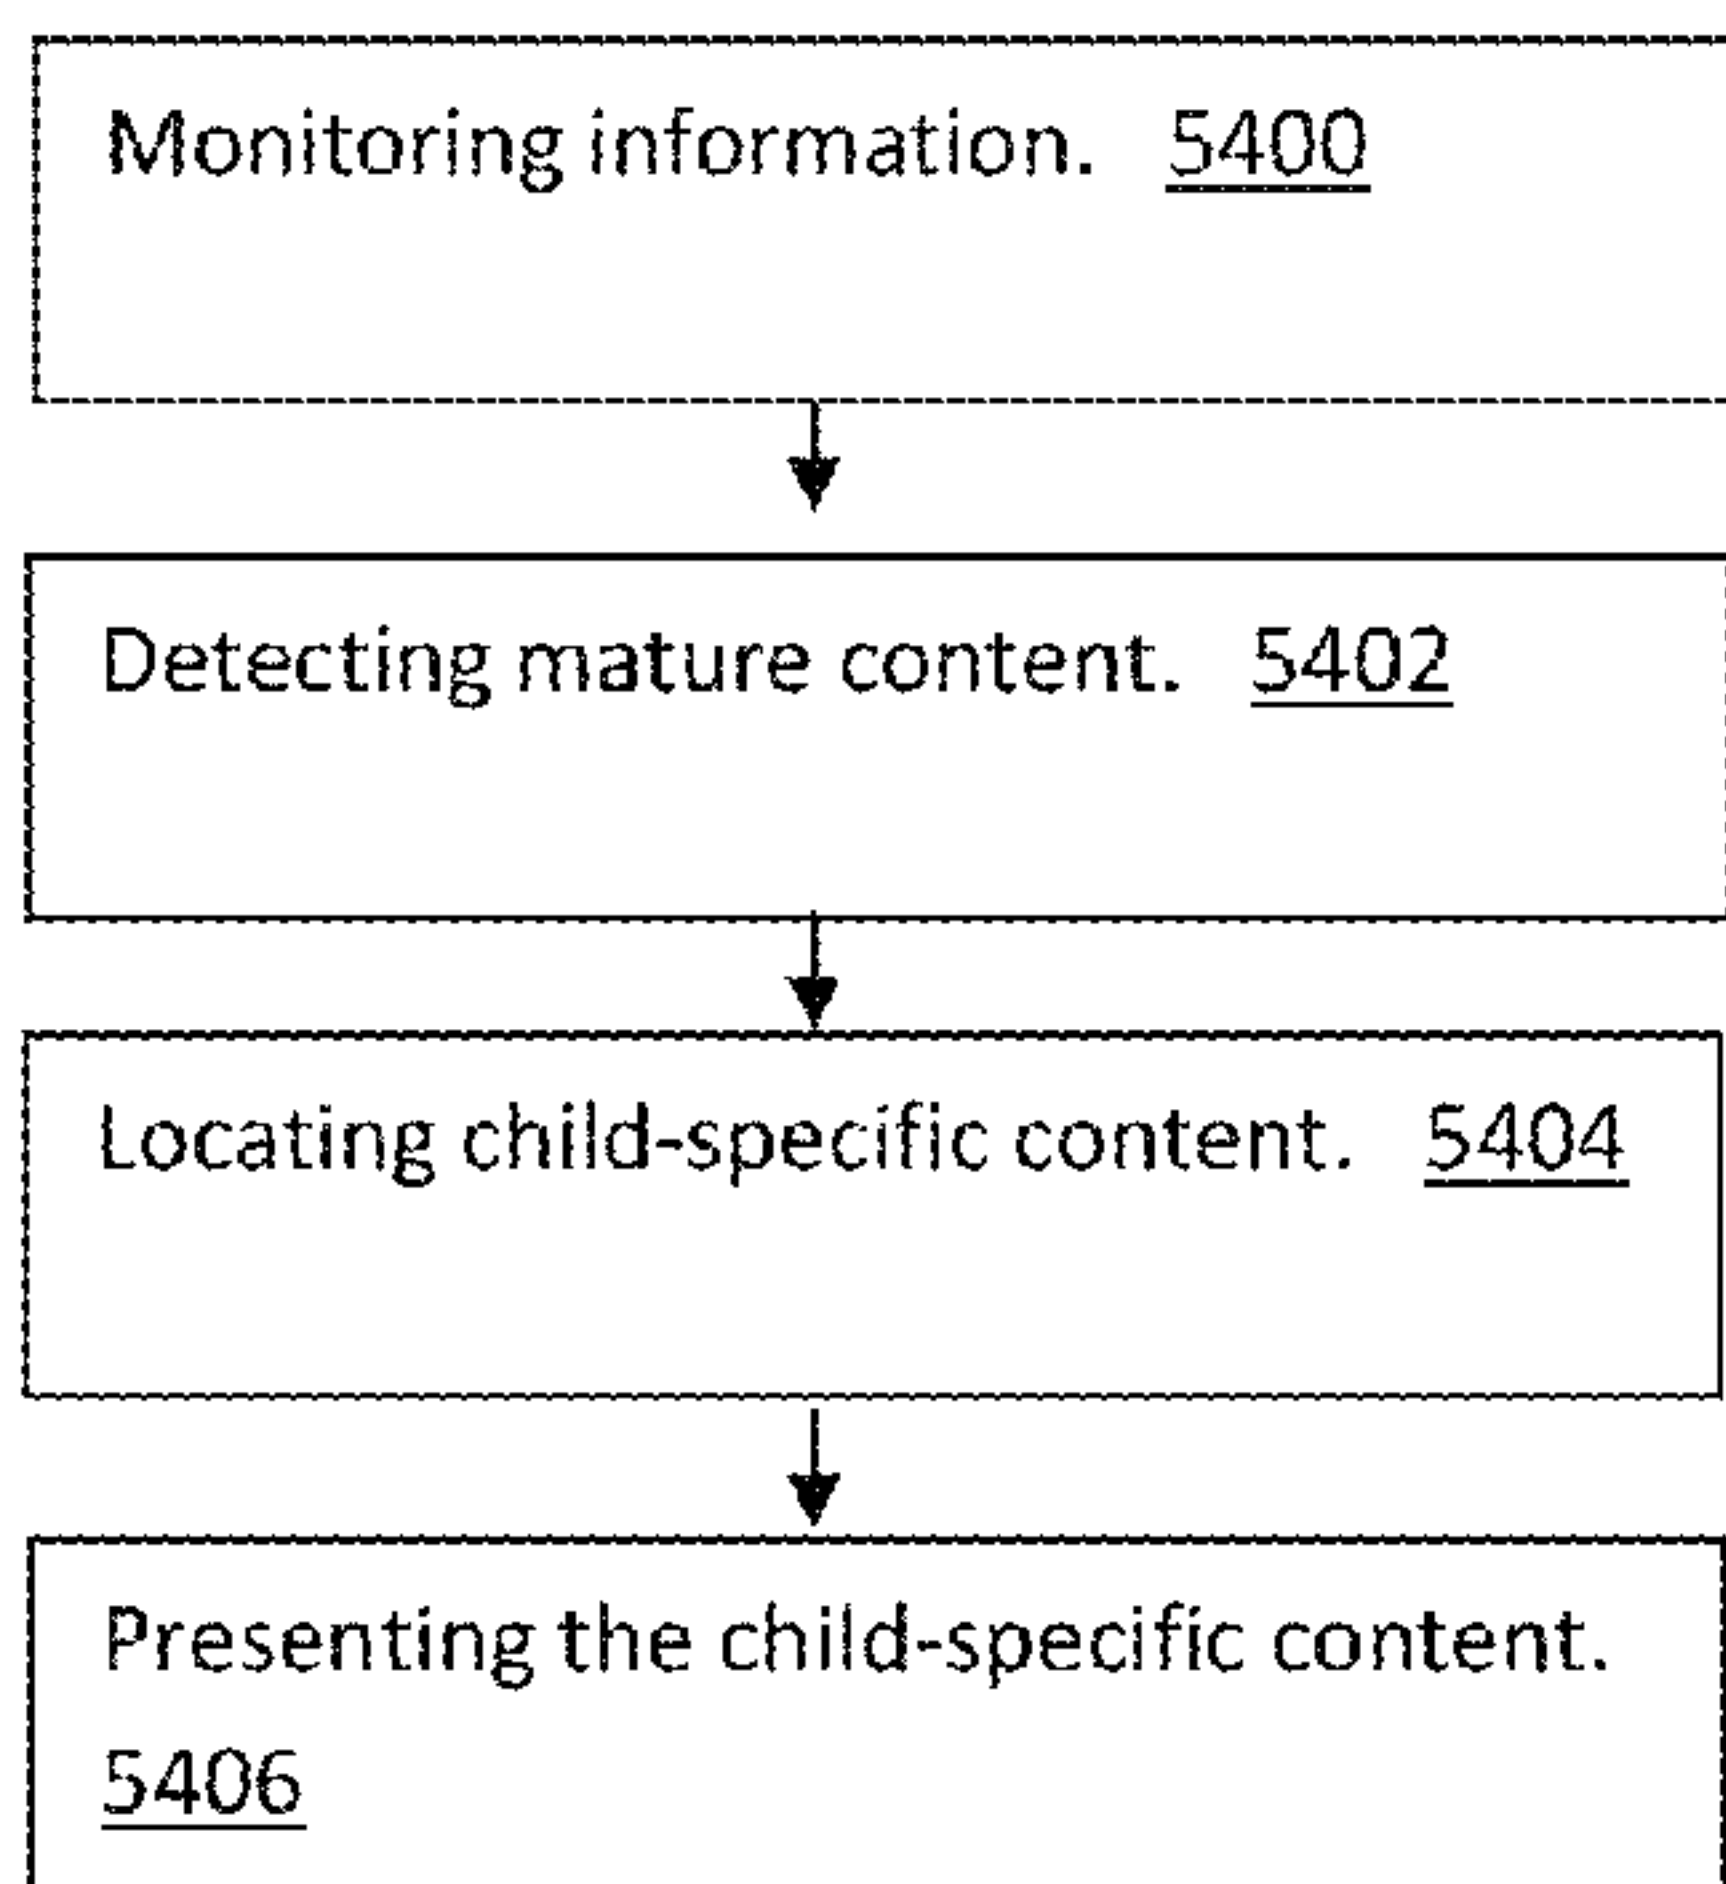 Monitoring information. 5400
Detecting mature content. 5402
Locating child-specific content. 5404
Presenting the child-specific content.
5406